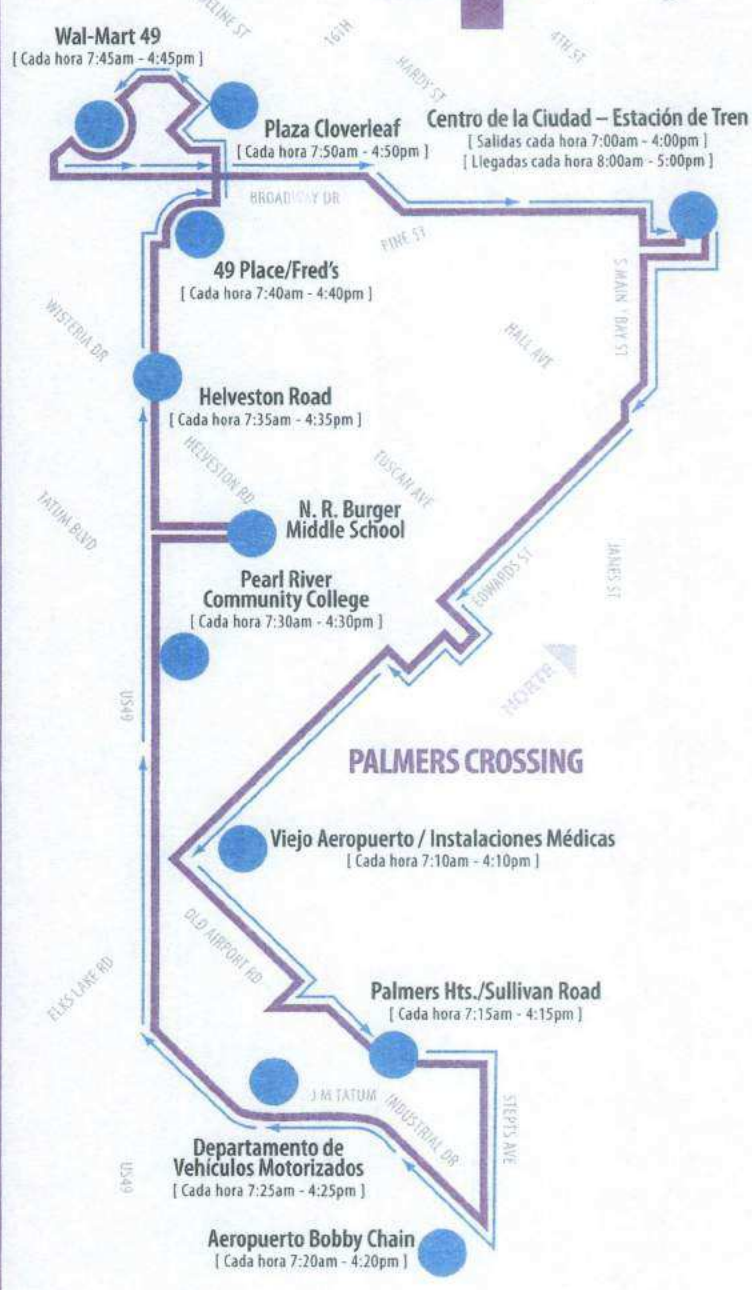 16TH
4TH ST
HARDY ST
Wal-Mart 49
[ Cada hora 7:45am - 4:45pm ]
Plaza Cloverleaf
[ Cada hora 7:50am - 4:50pm ]
Centro de la Ciudad – Estación de Tren
[ Salidas cada hora 7:00am - 4:00pm ]
[ Llegadas cada hora 8:00am - 5:00pm ]
BROADWAY DR
PINE ST
49 Place/Fred's
[ Cada hora 7:40am - 4:40pm ]
S MAIN / BAY ST
WISTERIA DR
HALL AVE
Helveston Road
[ Cada hora 7:35am - 4:35pm ]
HELVESTON RD
TUSCAN AVE
TATUM BLVD
N. R. Burger
Middle School
EDWARDS ST
JAMES ST
Pearl River
Community College
[ Cada hora 7:30am - 4:30pm ]
NORTH
US49
PALMERS CROSSING
Viejo Aeropuerto / Instalaciones Médicas
[ Cada hora 7:10am - 4:10pm ]
OLD AIRPORT RD
ELKS LAKE RD
Palmers Hts./Sullivan Road
[ Cada hora 7:15am - 4:15pm ]
J M TATUM
INDUSTRIAL DR
STEPTS AVE
Departamento de
Vehículos Motorizados
[ Cada hora 7:25am - 4:25pm ]
US49
Aeropuerto Bobby Chain
[ Cada hora 7:20am - 4:20pm ]